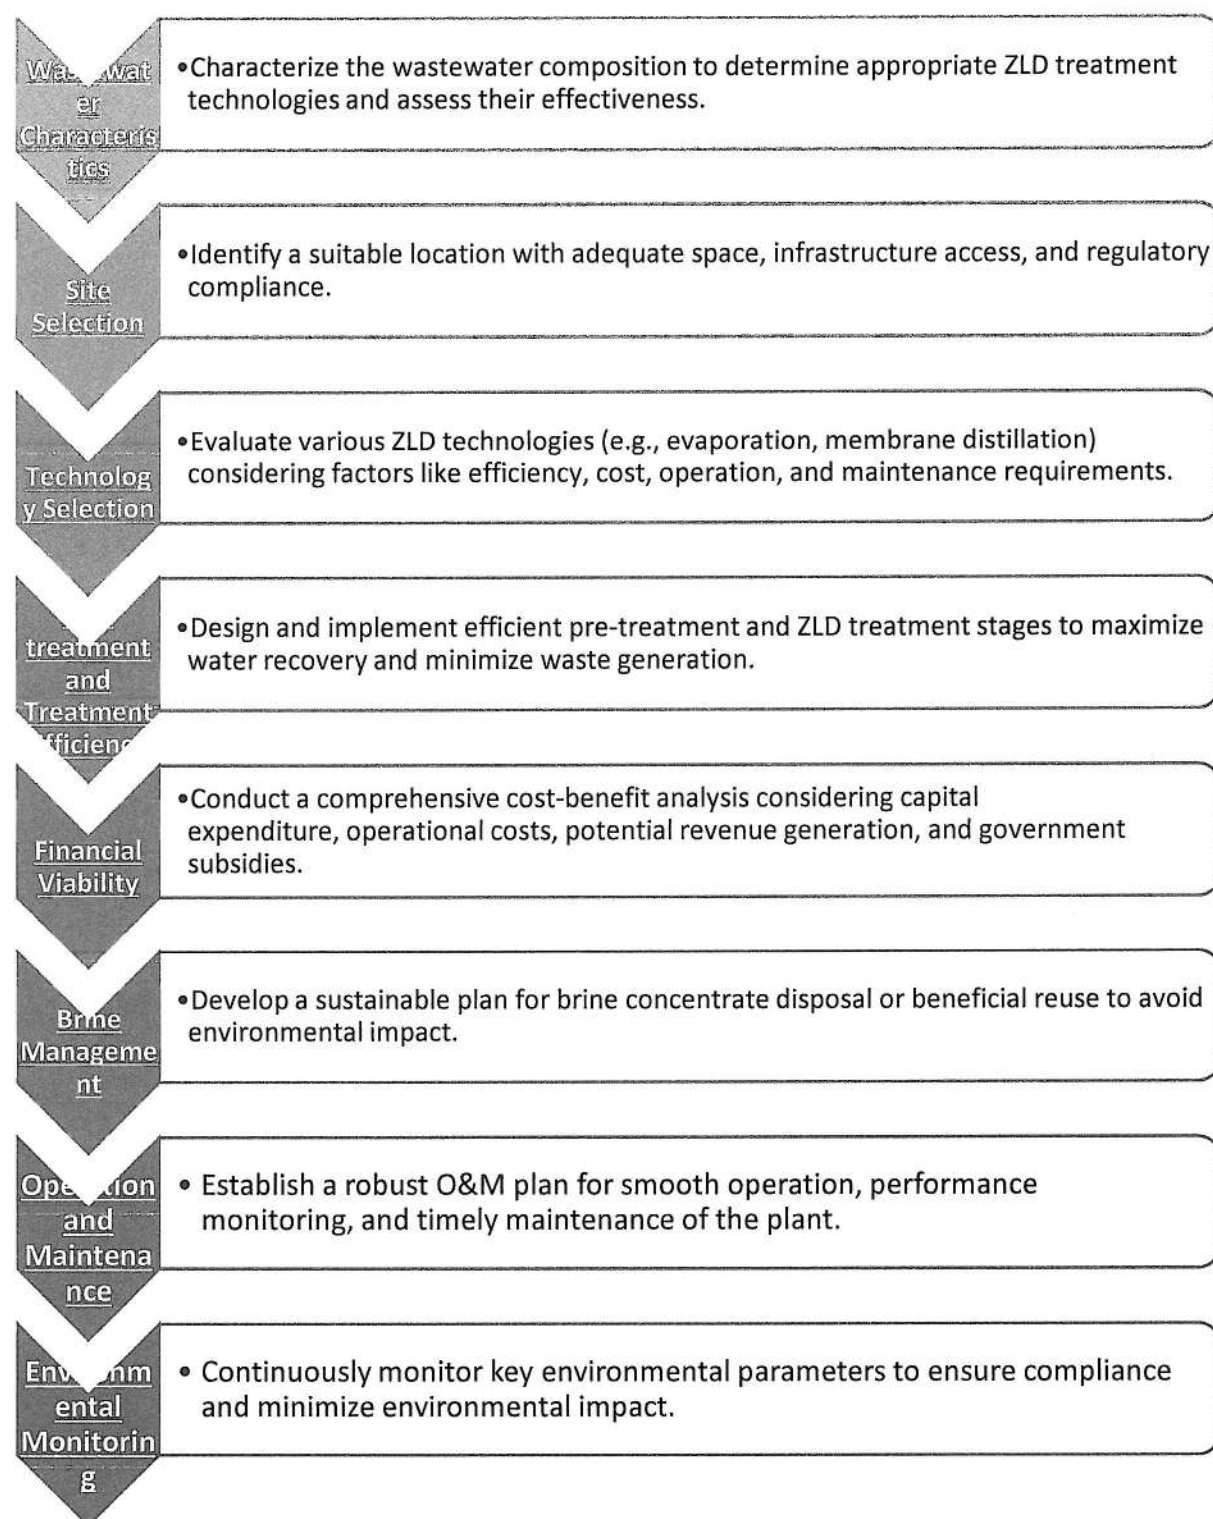 Wastewat
er
Characteris
tics
•Characterize the wastewater composition to determine appropriate ZLD treatment
technologies and assess their effectiveness.
Site
Selection
•Identify a suitable location with adequate space, infrastructure access, and regulatory
compliance.
Technolog
y Selection
•Evaluate various ZLD technologies (e.g., evaporation, membrane distillation)
considering factors like efficiency, cost, operation, and maintenance requirements.
treatment
and
Treatment
•Design and implement efficient pre-treatment and ZLD treatment stages to maximize
water recovery and minimize waste generation.
Financial
Viability
•Conduct a comprehensive cost-benefit analysis considering capital
expenditure, operational costs, potential revenue generation, and government
subsidies.
Brine
Manageme
nt
•Develop a sustainable plan for brine concentrate disposal or beneficial reuse to avoid
environmental impact.
Operation
and
Maintena
nce
• Establish a robust O&M plan for smooth operation, performance
monitoring, and timely maintenance of the plant.
Environm
ental
Monitorin
g
• Continuously monitor key environmental parameters to ensure compliance
and minimize environmental impact.